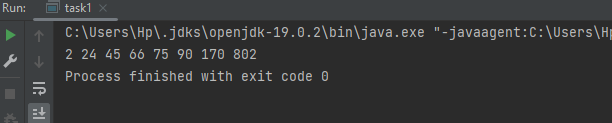 Run: task1 ×
C:\Users\Hp\.jdks\openjdk-19.0.2\bin\java.exe "-javaagent:C:\Users\Hp
2 24 45 66 75 90 170 802
Process finished with exit code 0